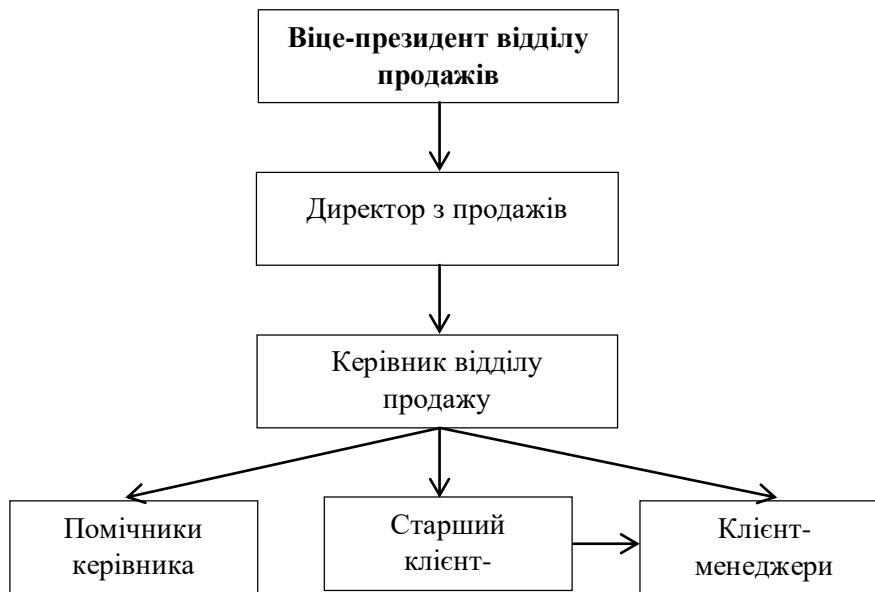 Віце-президент відділу
продажів
Директор з продажів
Керівник відділу
продажу
Помічники
керівника
Старший
клієнт-
Клієнт-
менеджери